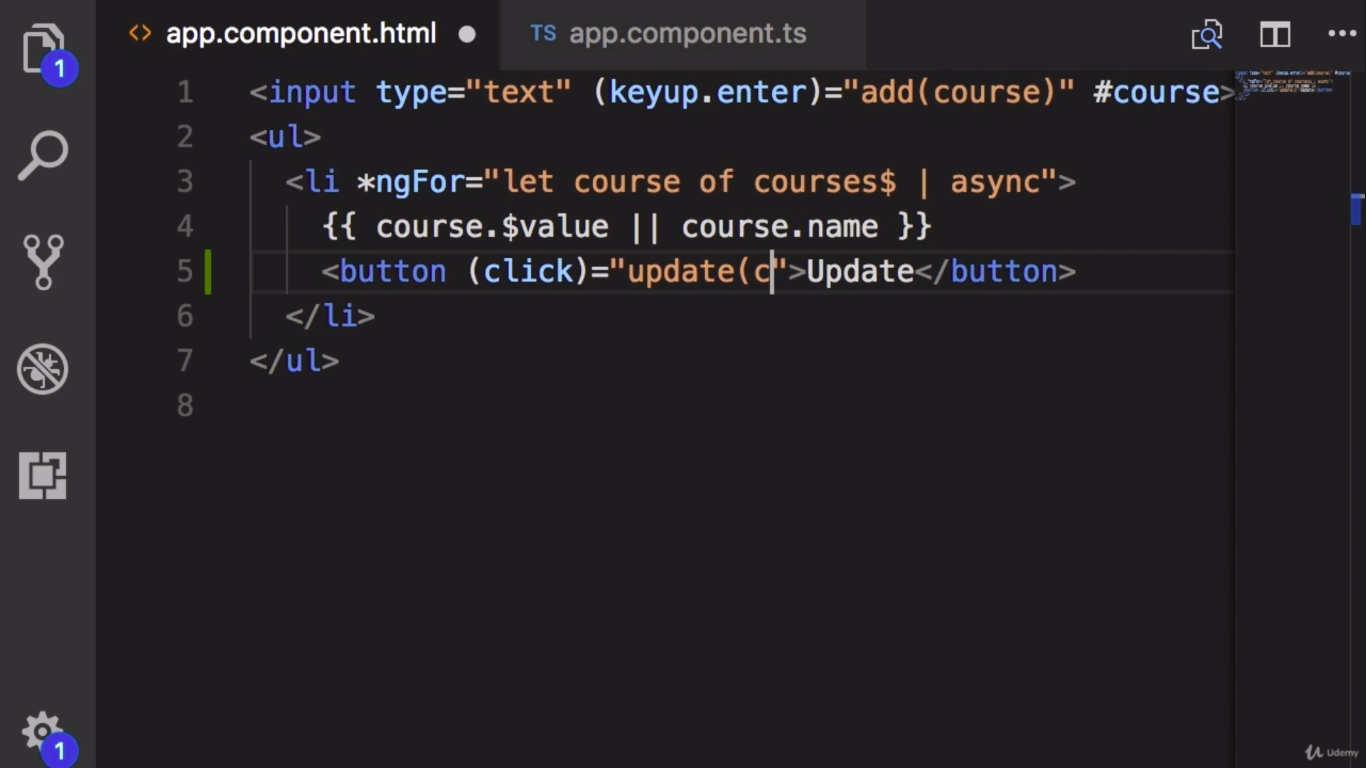 <> app.component.html
TS app.component.ts
1 <input type="text" (keyup.enter)="add(course)" #course>
2 <ul>
3 <li *ngFor="let course of courses$ | async">
4 {{ course.$value || course.name }}
5 <button (click)="update(c">Update</button>
6 </li>
7 </ul>
8
1
1
Udemy